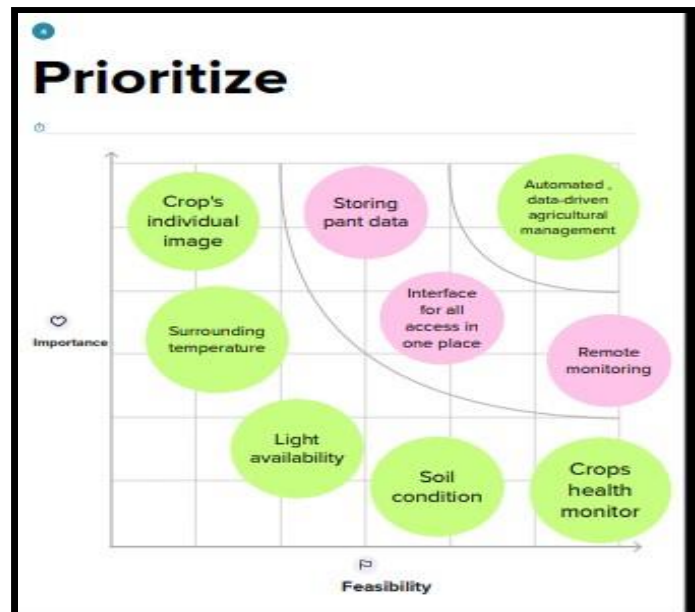 4
Prioritize
Crop's
individual
image
Storing
pant data
Automated ,
data-driven
agricultural
management
Interface
for all
access in
one place
Surrounding
temperature
Importance
Remote
monitoring
Light
availability
Soil
condition
Crops
health
monitor
Feasibility